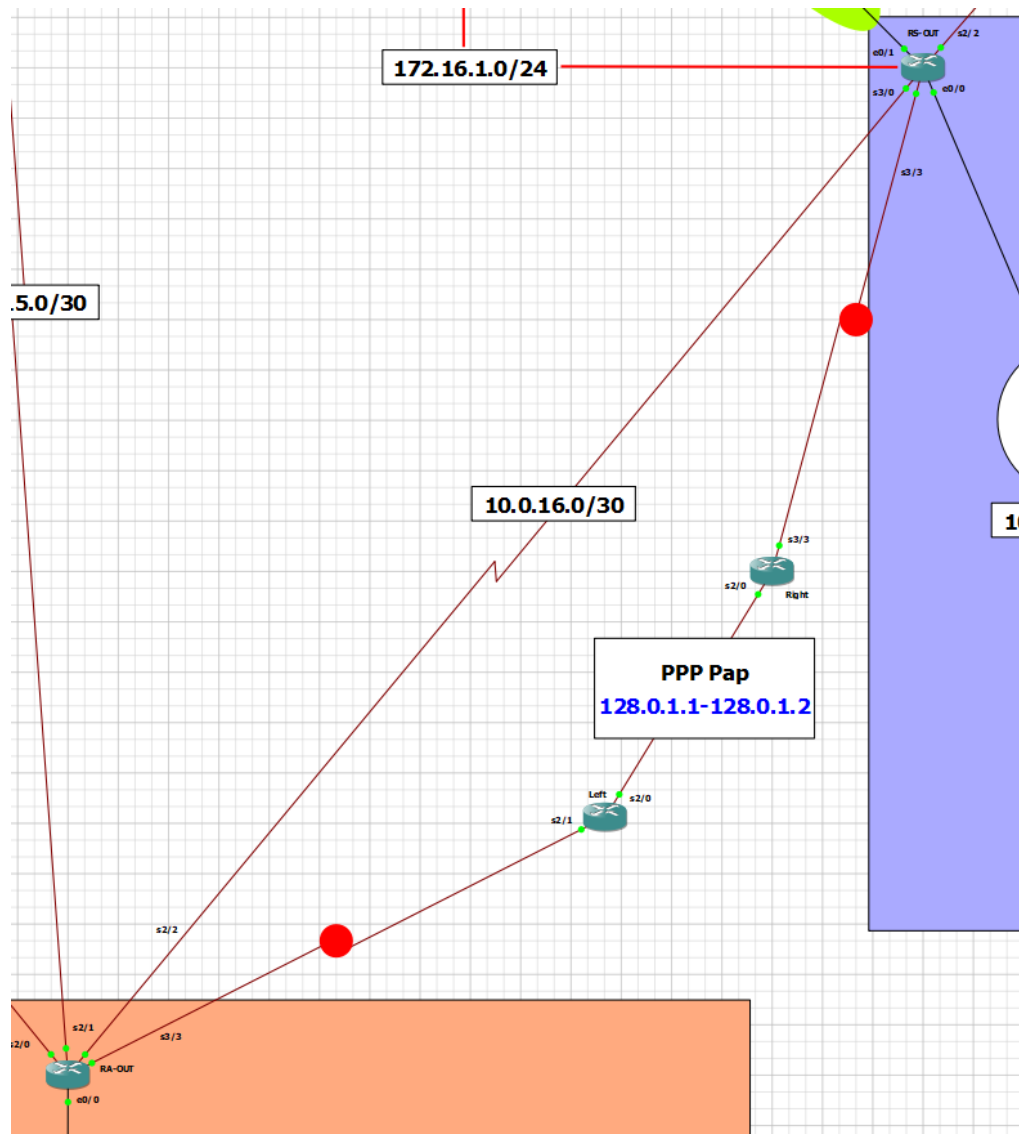 RS-OUT
s2/2
e0/1
172.16.1.0/24
s3/0
e0/0
s3/3
.5.0/30
10.0.16.0/30
s3/3
s2/0
Right
PPP Pap
128.0.1.1-128.0.1.2
Left
s2/0
s2/1
s2/2
s2/1
s3/3
s2/0
RA-OUT
e0/0